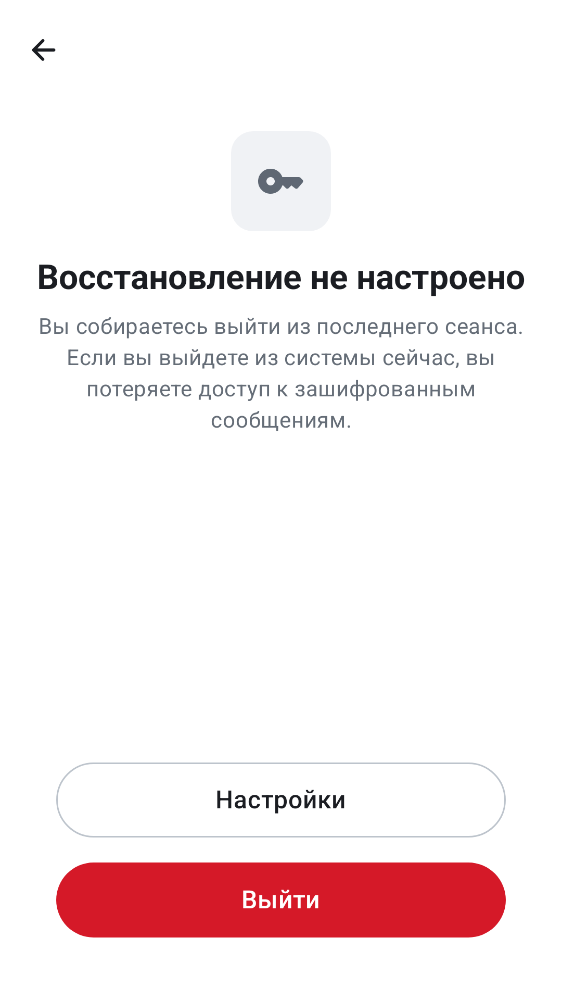 Восстановление не настроено
Вы собираетесь выйти из последнего сеанса.
Если вы выйдете из системы сейчас, вы
потеряете доступ к зашифрованным
сообщениям.
Настройки
Выйти